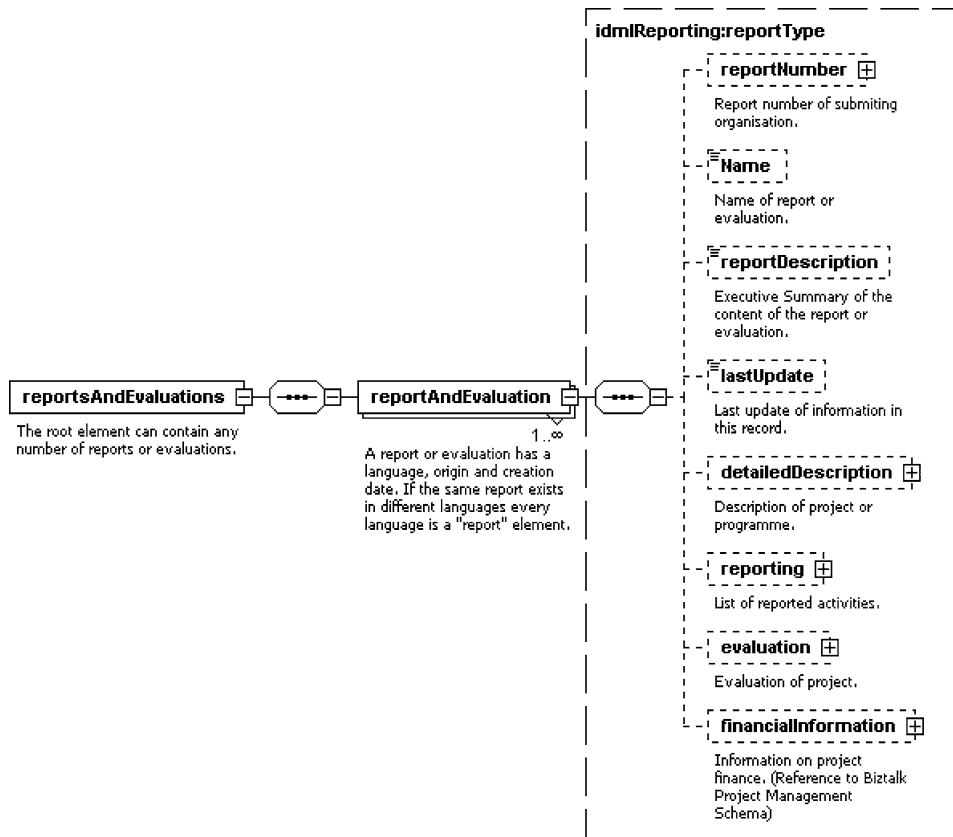 idmlReporting:reportType
reportNumber
Report number of submiting
organisation.
Name
Name of report or
evaluation.
reportDescription
Executive Summary of the
content of the report or
evaluation.
reportsAndEvaluations
The root element can contain any
number of reports or evaluations.
reportAndEvaluation
1..∞
A report or evaluation has a
language, origin and creation
date. If the same report exists
in different languages every
language is a "report" element.
lastUpdate
Last update of information in
this record.
detailedDescription
Description of project or
programme.
reporting
List of reported activities.
evaluation
Evaluation of project.
financialInformation
Information on project
finance. (Reference to Biztalk
Project Management
Schema)